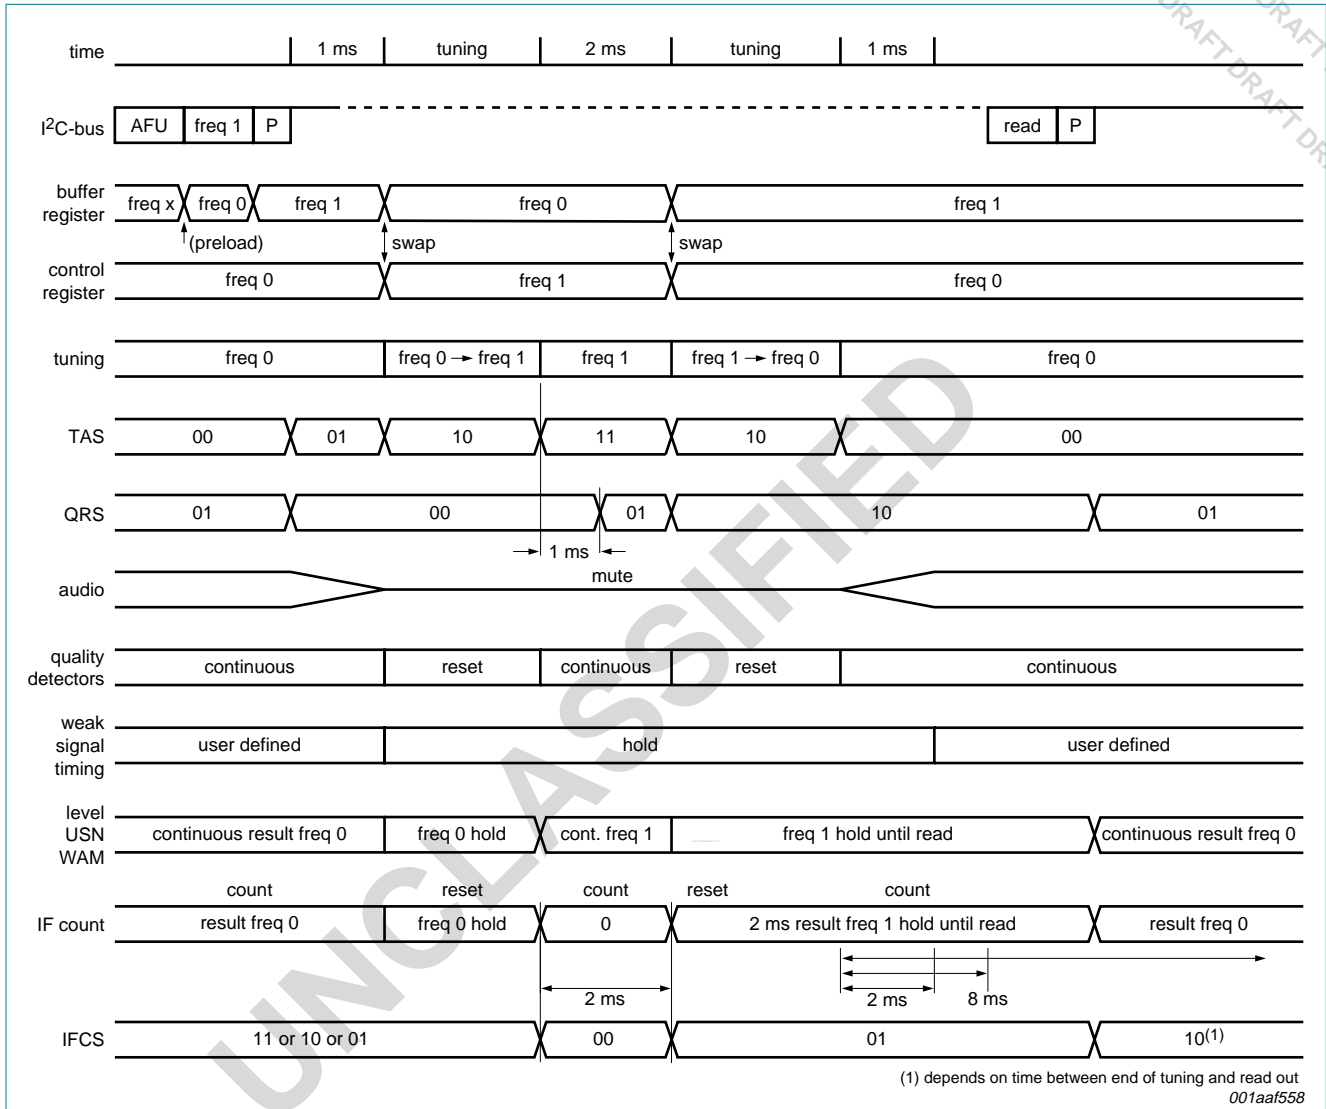 time 1 ms tuning 2 ms tuning 1 ms
I2C-bus AFU freq 1 P read P
buffer
register freq x freq 0 freq 1 freq 0 freq 1
(preload) swap swap
control
register freq 0 freq 1 freq 0
tuning freq 0 → freq 1 freq 1 freq 1 → freq 0 freq 0
TAS 00 01 10 11 10 00
QRS 01 00 01 10 01
1 ms
audio mute
quality
detectors continuous reset continuous reset continuous
weak
signal
timing user defined hold user defined
level
USN
WAM continuous result freq 0 freq 0 hold cont. freq 1 freq 1 hold until read continuous result freq 0
count reset count reset count
IF count result freq 0 freq 0 hold 0 2 ms result freq 1 hold until read result freq 0
2 ms 2 ms 8 ms
IFCS 11 or 10 or 01 00 01 10(1)
(1) depends on time between end of tuning and read out
001aaf558
UNCLASSIFIED
DRAFT DRAFT DRAFT
DRAFT